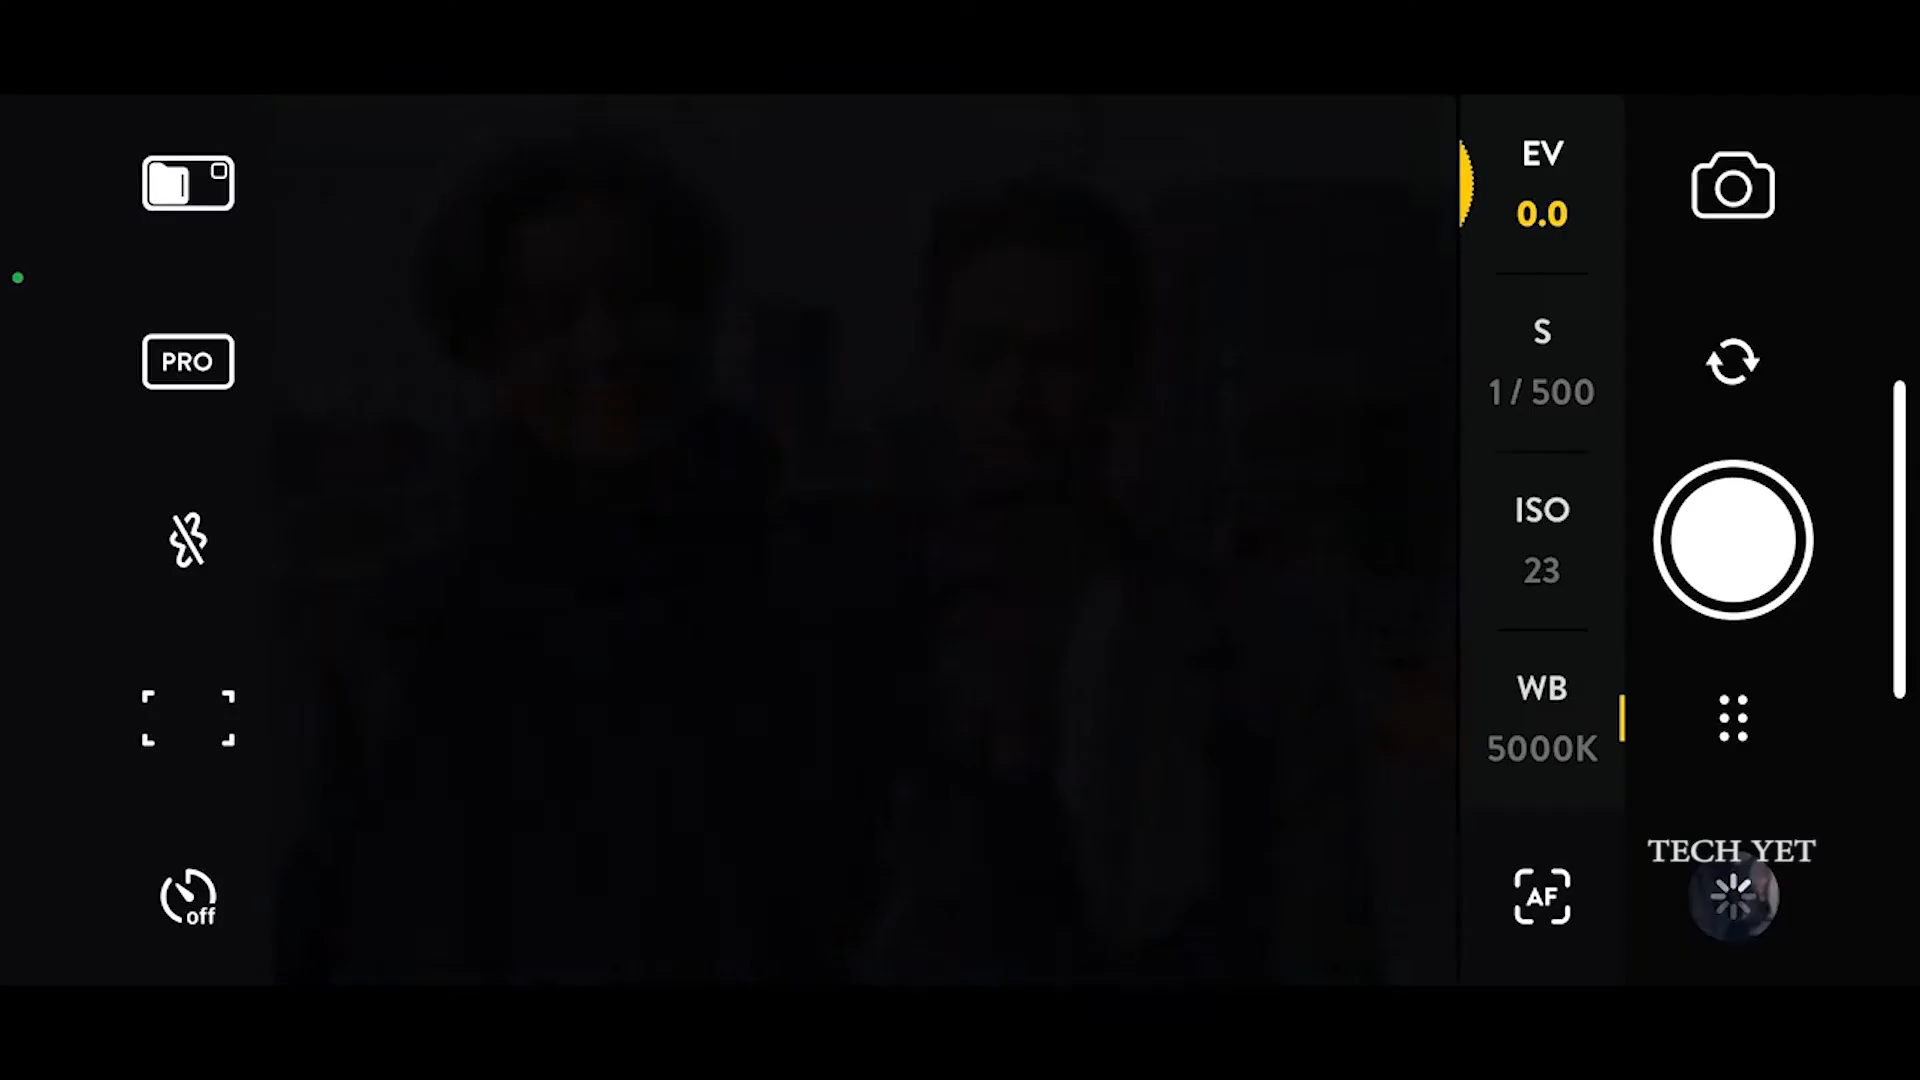 PRO
off
EV
0.0
S
1/500
ISO
23
WB
5000K
AF
TECH YET